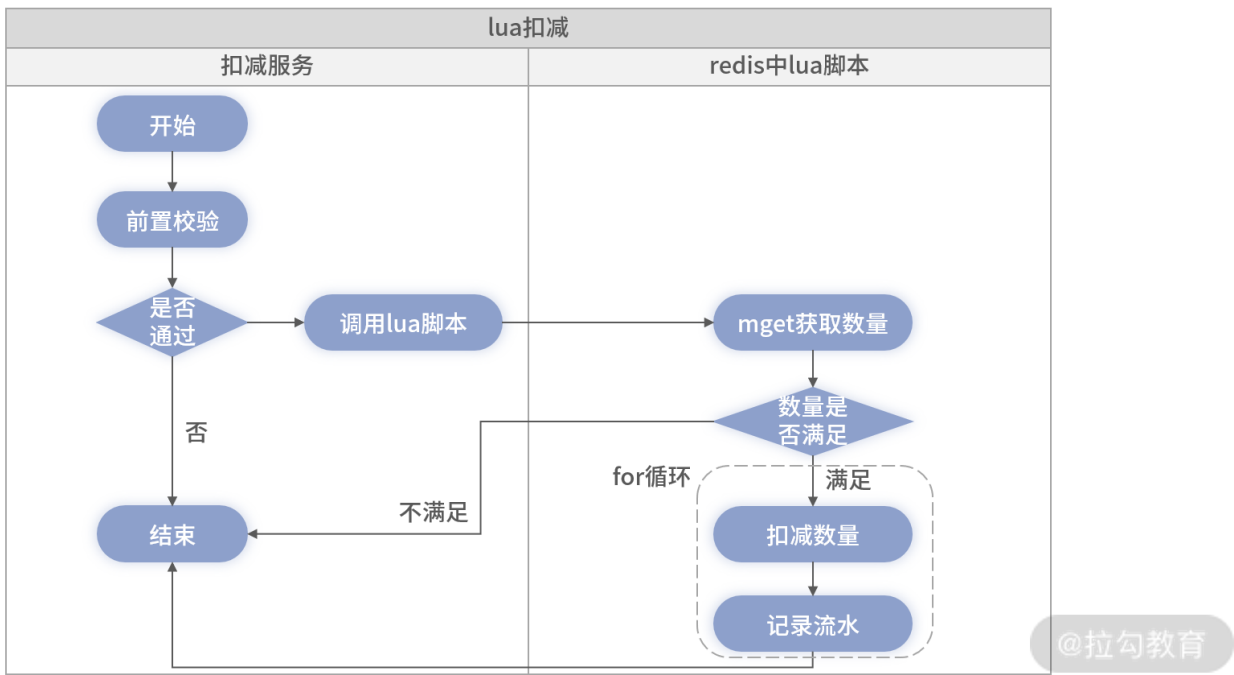 lua扣减
扣减服务
redis中lua脚本
开始
前置校验
是否
通过
调用lua脚本
mget获取数量
数量是
否满足
否
for循环
满足
不满足
结束
扣减数量
记录流水
@拉勾教育